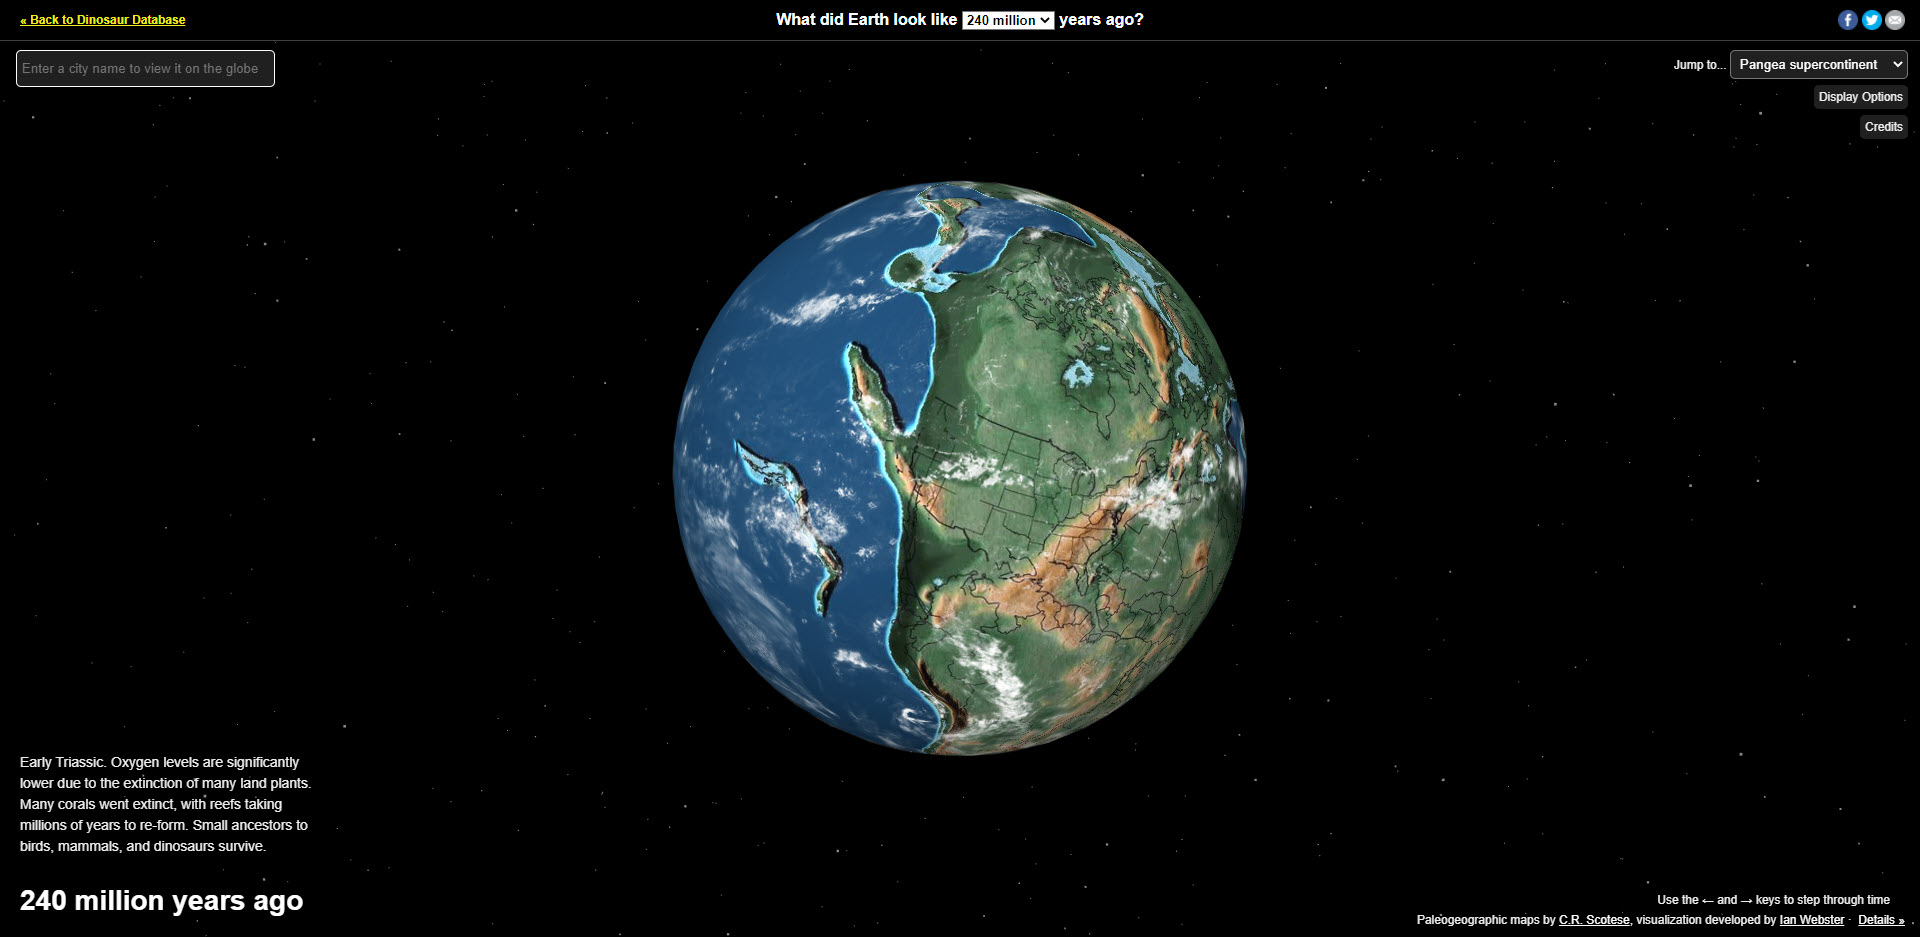 « Back to Dinosaur Database
What did Earth look like 240 million years ago?
Enter a city name to view it on the globe
Jump to... Pangea supercontinent
Display Options
Credits
Early Triassic. Oxygen levels are significantly
lower due to the extinction of many land plants.
Many corals went extinct, with reefs taking
millions of years to re-form. Small ancestors to
birds, mammals, and dinosaurs survive.
240 million years ago
Use the ← and → keys to step through time
Paleogeographic maps by C.R. Scotese, visualization developed by Ian Webster · Details »